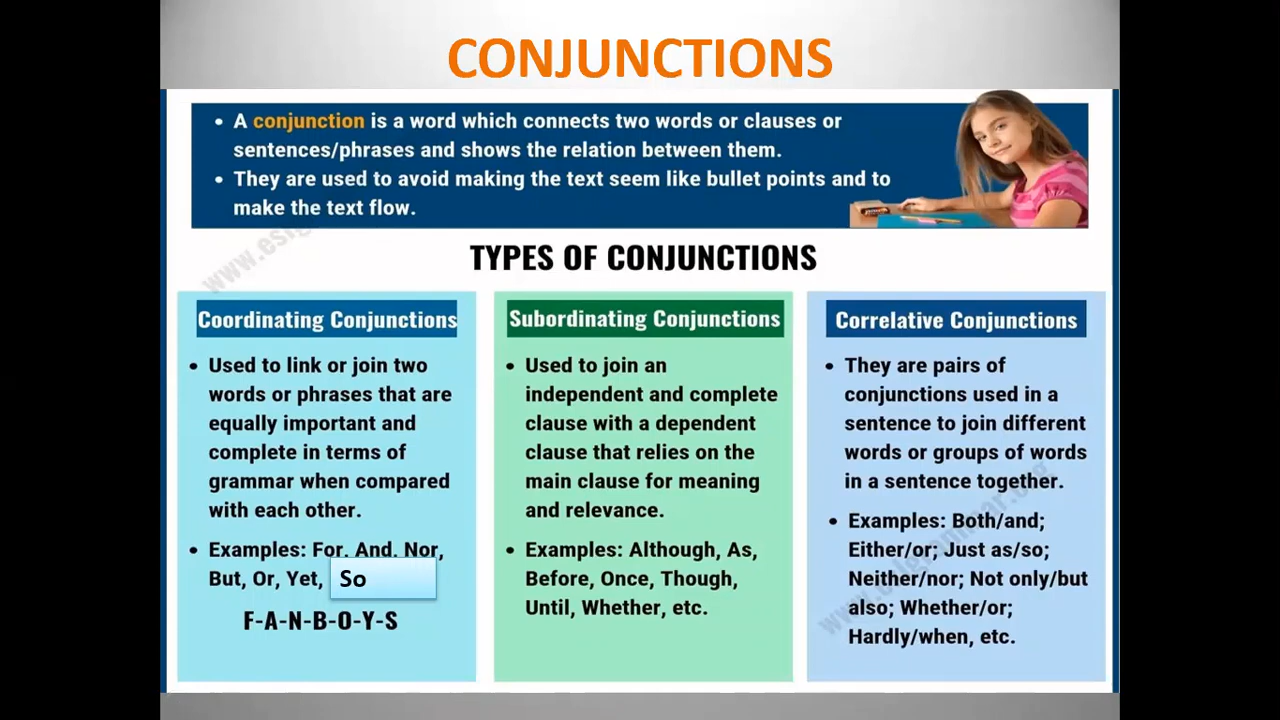 CONJUNCTIONS
• A conjunction is a word which connects two words or clauses or
sentences/phrases and shows the relation between them.
• They are used to avoid making the text seem like bullet points and to
make the text flow.
TYPES OF CONJUNCTIONS
Coordinating Conjunctions
• Used to link or join two
words or phrases that are
equally important and
complete in terms of
grammar when compared
with each other.
• Examples: For, And, Nor,
But, Or, Yet, So
F-A-N-B-O-Y-S
Subordinating Conjunctions
• Used to join an
independent and complete
clause with a dependent
clause that relies on the
main clause for meaning
and relevance.
• Examples: Although, As,
Before, Once, Though,
Until, Whether, etc.
Correlative Conjunctions
• They are pairs of
conjunctions used in a
sentence to join different
words or groups of words
in a sentence together.
• Examples: Both/and;
Either/or; Just as/so;
Neither/nor; Not only/but
also; Whether/or;
Hardly/when, etc.